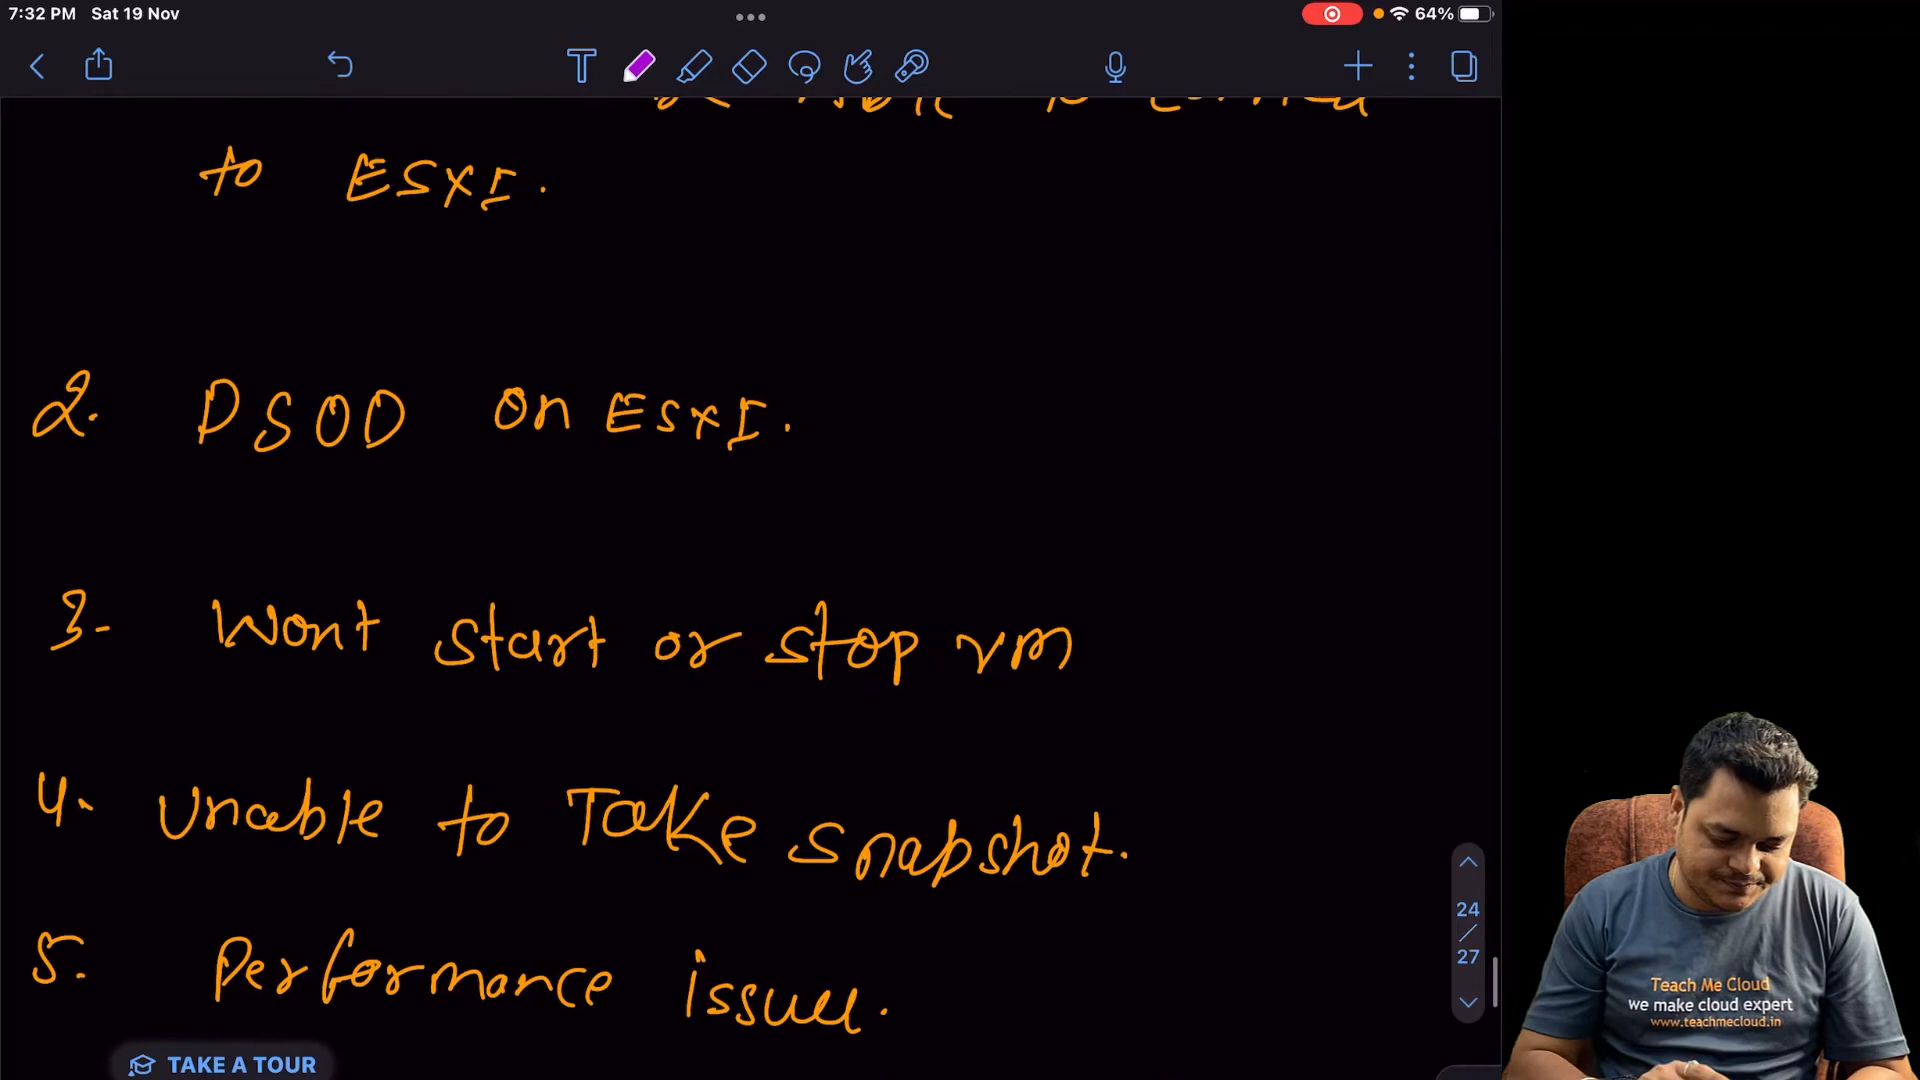 7:32 PM Sat 19 Nov
64%
to ESXI.
2. PSOD on ESXI.
3. Wont start or stop vm
4. Unable to Take snapshot.
5. Performance issue.
24
/
27
TAKE A TOUR
Teach Me Cloud
we make cloud expert
www.teachmecloud.in